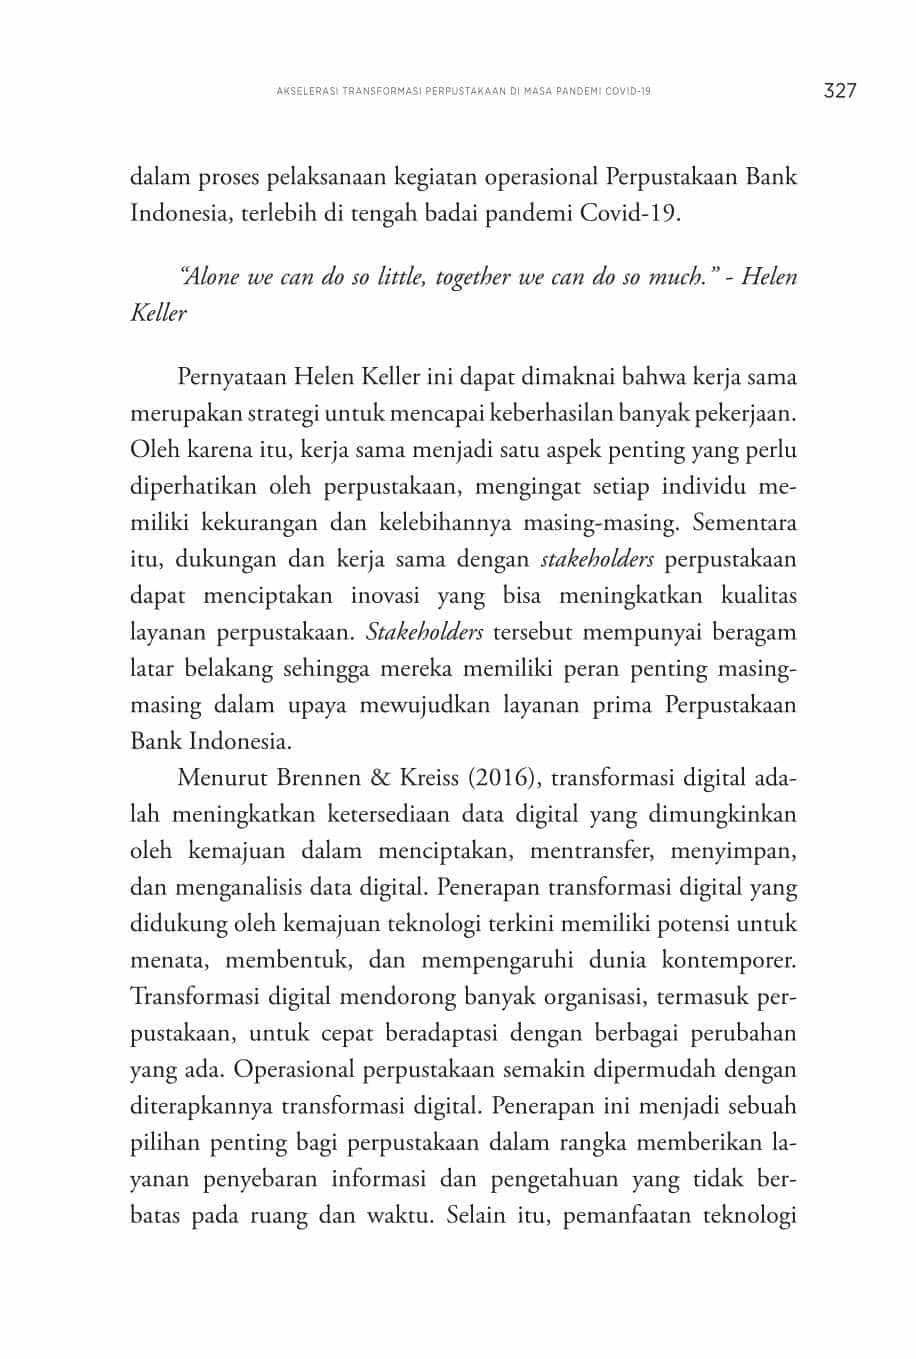 AKSELERASI TRANSFORMASI PERPUSTAKAAN DI MASA PANDEMI COVID-19 327
dalam proses pelaksanaan kegiatan operasional Perpustakaan Bank
Indonesia, terlebih di tengah badai pandemi Covid-19.
“Alone we can do so little, together we can do so much.” - Helen
Keller
Pernyataan Helen Keller ini dapat dimaknai bahwa kerja sama
merupakan strategi untuk mencapai keberhasilan banyak pekerjaan.
Oleh karena itu, kerja sama menjadi satu aspek penting yang perlu
diperhatikan oleh perpustakaan, mengingat setiap individu me-
miliki kekurangan dan kelebihannya masing-masing. Sementara
itu, dukungan dan kerja sama dengan stakeholders perpustakaan
dapat menciptakan inovasi yang bisa meningkatkan kualitas
layanan perpustakaan. Stakeholders tersebut mempunyai beragam
latar belakang sehingga mereka memiliki peran penting masing-
masing dalam upaya mewujudkan layanan prima Perpustakaan
Bank Indonesia.
Menurut Brennen & Kreiss (2016), transformasi digital ada-
lah meningkatkan ketersediaan data digital yang dimungkinkan
oleh kemajuan dalam menciptakan, mentransfer, menyimpan,
dan menganalisis data digital. Penerapan transformasi digital yang
didukung oleh kemajuan teknologi terkini memiliki potensi untuk
menata, membentuk, dan mempengaruhi dunia kontemporer.
Transformasi digital mendorong banyak organisasi, termasuk per-
pustakaan, untuk cepat beradaptasi dengan berbagai perubahan
yang ada. Operasional perpustakaan semakin dipermudah dengan
diterapkannya transformasi digital. Penerapan ini menjadi sebuah
pilihan penting bagi perpustakaan dalam rangka memberikan la-
yanan penyebaran informasi dan pengetahuan yang tidak ber-
batas pada ruang dan waktu. Selain itu, pemanfaatan teknologi